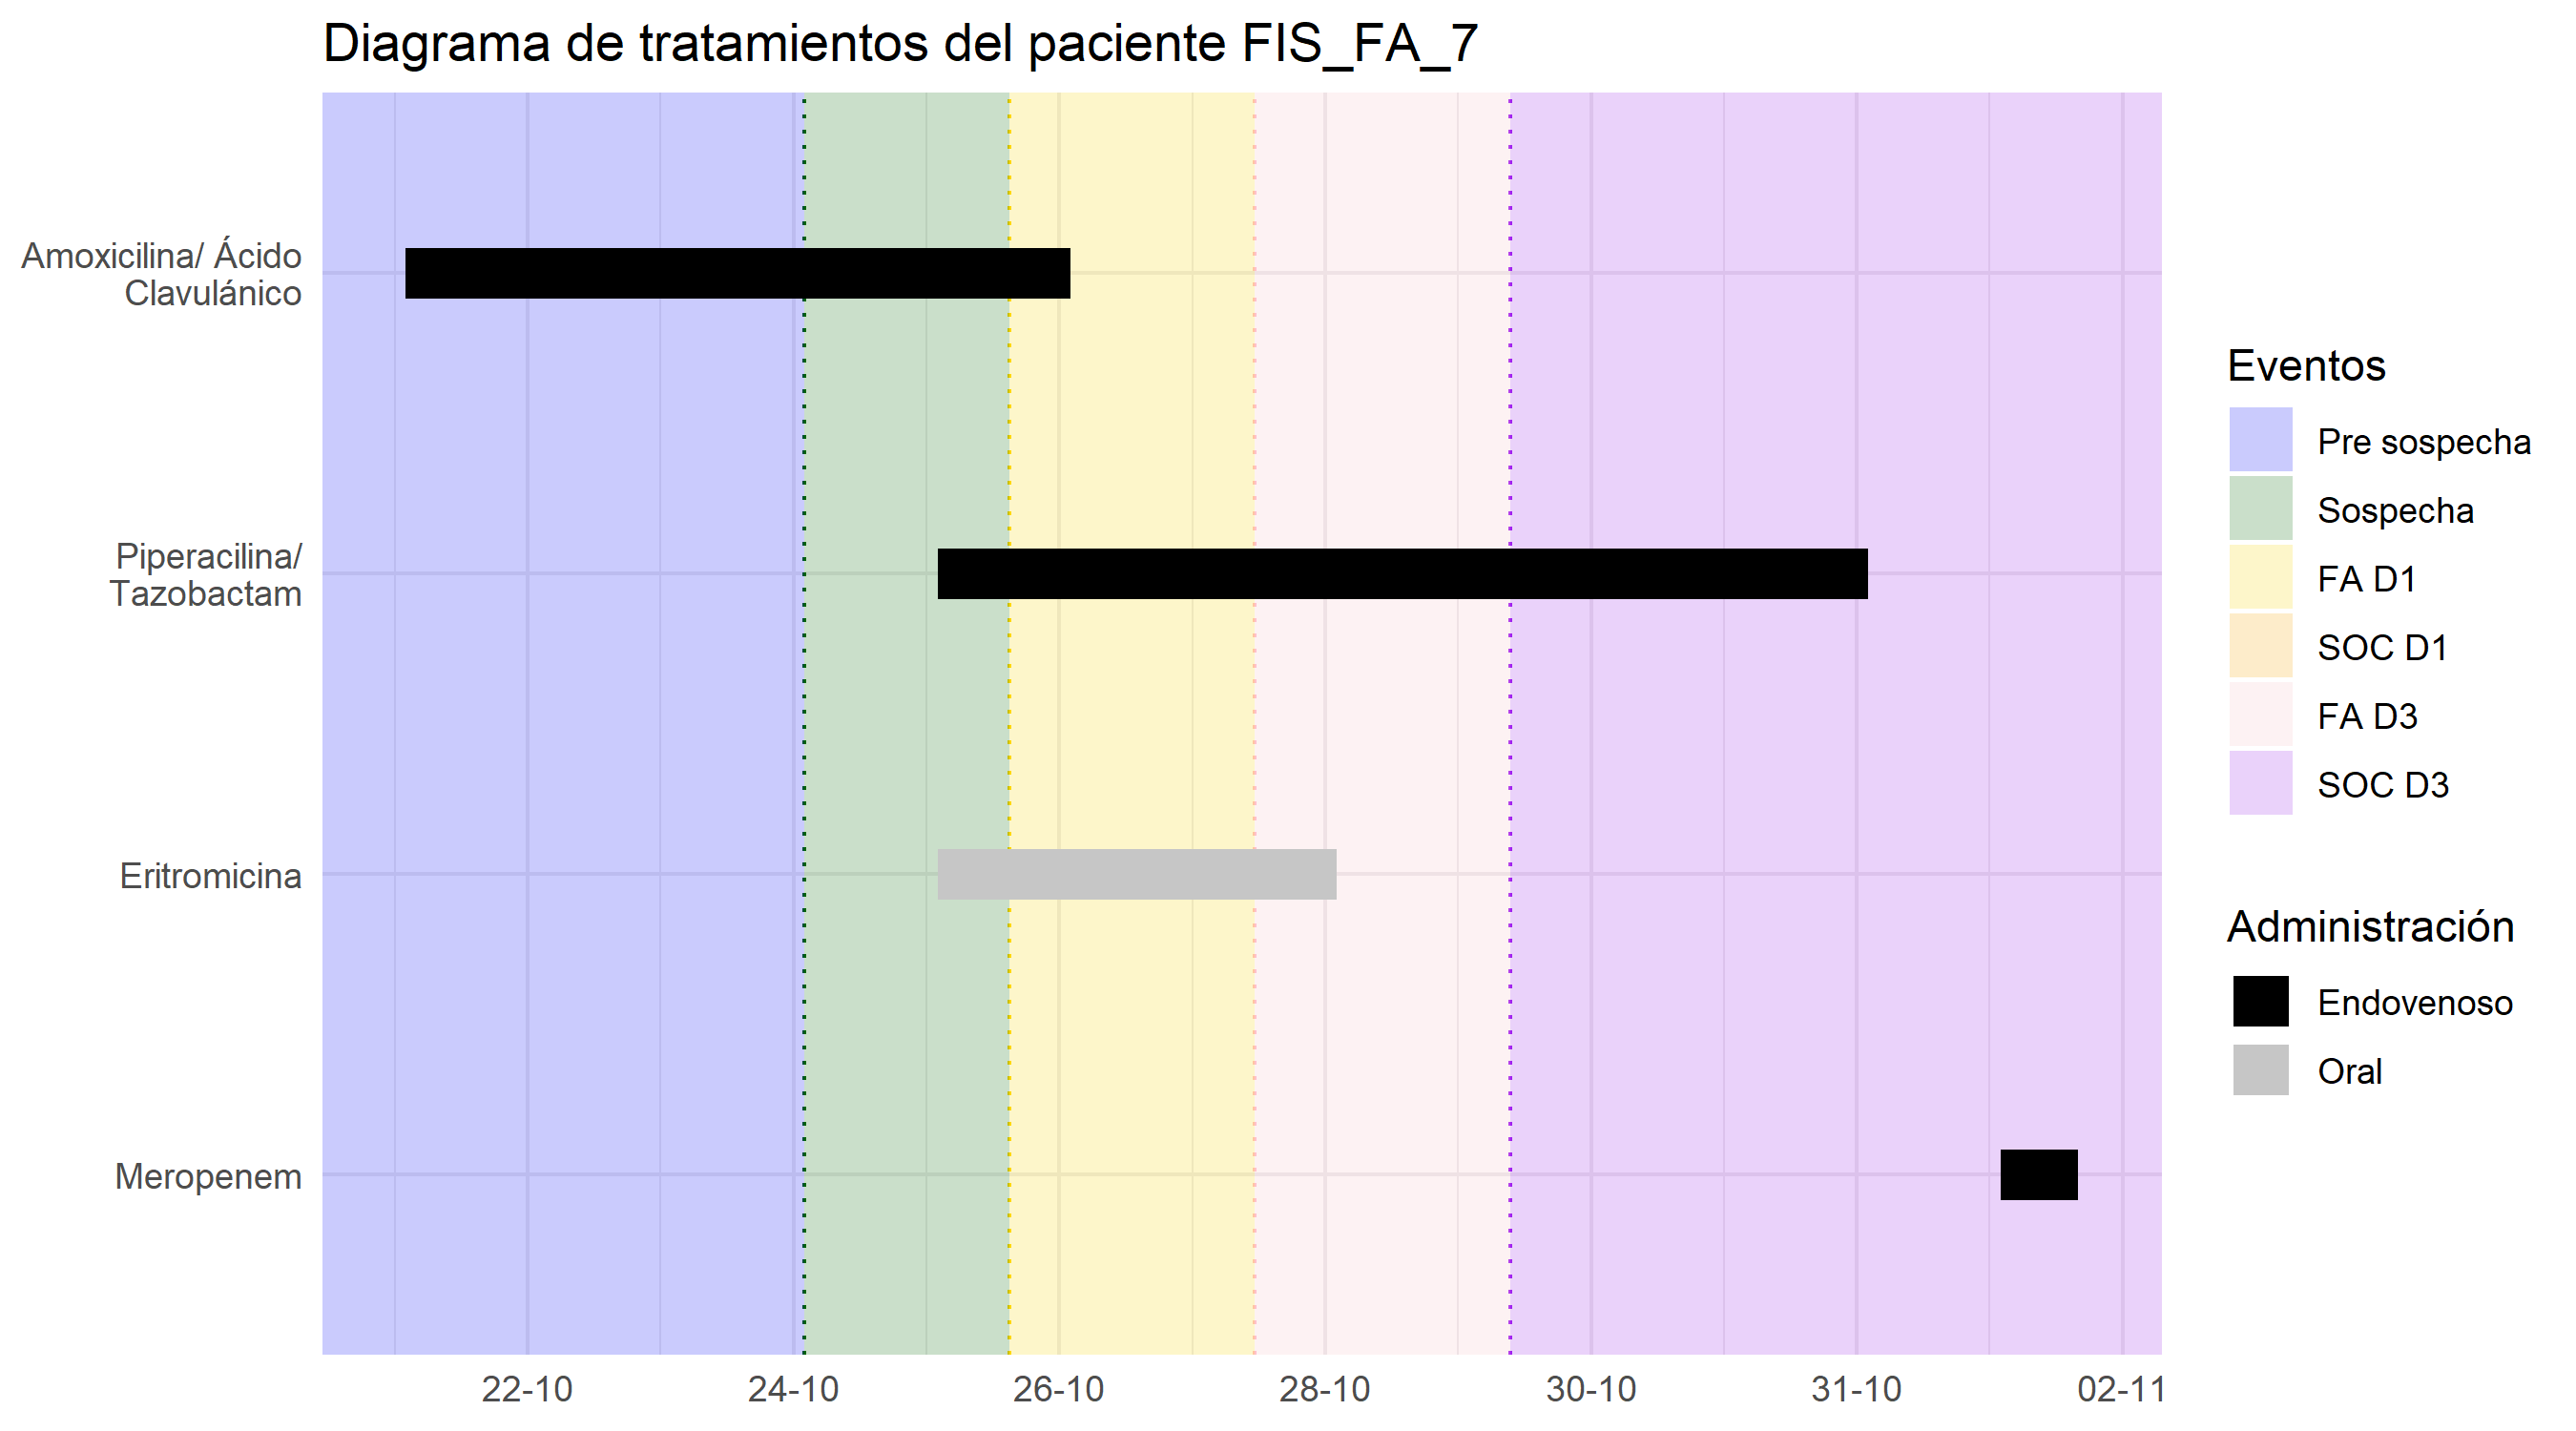 Diagrama de tratamientos del paciente FIS_FA_7
Amoxicilina/ Ácido
Clavulánico
Piperacilina/
Tazobactam
Eritromicina
Meropenem
22-10
24-10
26-10
28-10
30-10
31-10
02-11
Eventos
Pre sospecha
Sospecha
FA D1
SOC D1
FA D3
SOC D3
Administración
Endovenoso
Oral